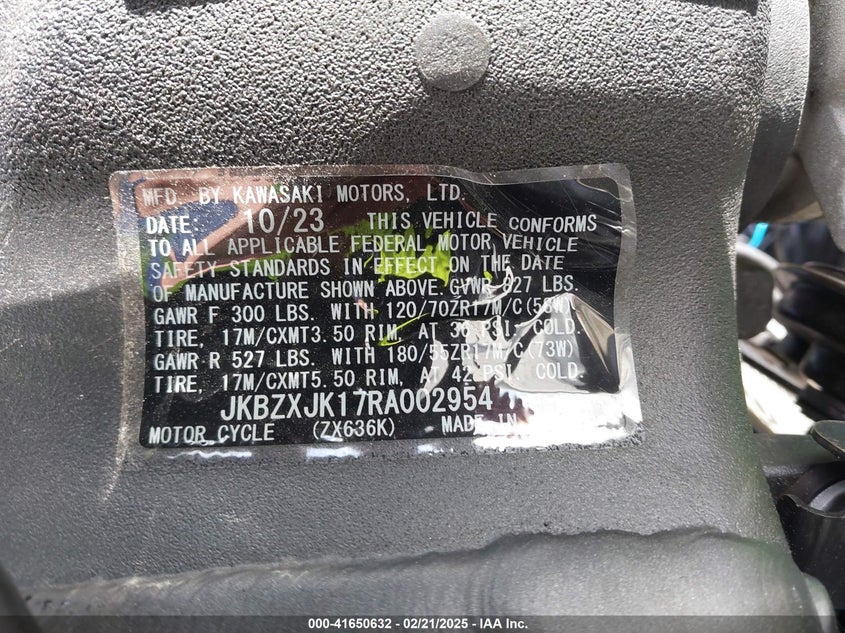 MFD. BY KAWASAKI MOTORS, LTD.
DATE: 10/23 THIS VEHICLE CONFORMS
TO ALL APPLICABLE FEDERAL MOTOR VEHICLE
SAFETY STANDARDS IN EFFECT ON THE DATE
OF MANUFACTURE SHOWN ABOVE. GVWR 827 LBS.
GAWR F 300 LBS. WITH 120/70ZR17M/C(58W)
TIRE, 17M/CXMT3.50 RIM, AT 36 PSI. COLD.
GAWR R 527 LBS. WITH 180/55ZR17M/C(73W)
TIRE, 17M/CXMT5.50 RIM, AT 42 PSI. COLD.
JKBZXJK17RA002954
MOTOR CYCLE (ZX636K) MADE IN
000-41650632 - 02/21/2025 - © IAA, Inc.